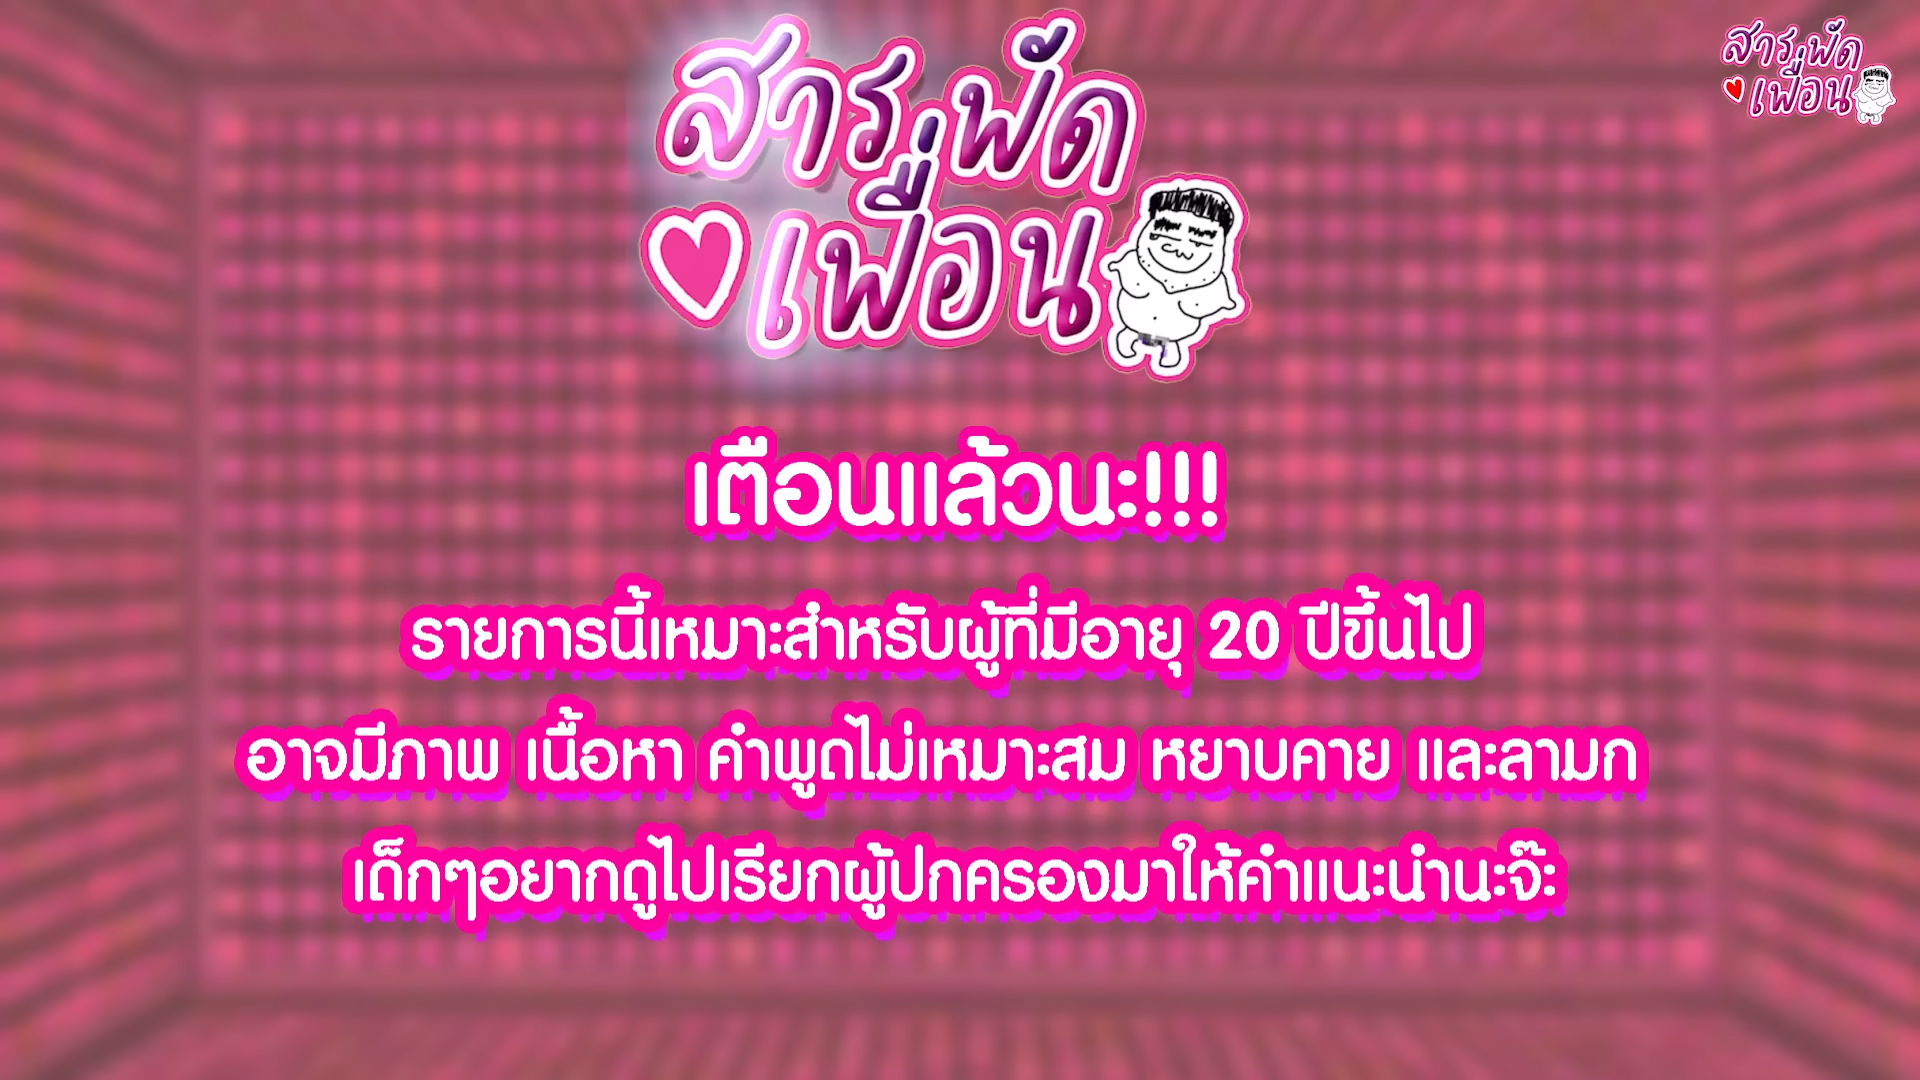 สาระพัด
เพื่อน
สาระพัด
เพื่อน
เตือนแล้วนะ!!!
รายการนี้เหมาะสำหรับผู้ที่มีอายุ 20 ปีขึ้นไป
อาจมีภาพ เนื้อหา คำพูดไม่เหมาะสม หยาบคาย และลามก
เด็กๆอยากดูไปเรียกผู้ปกครองมาให้คำแนะนำนะจ๊ะ